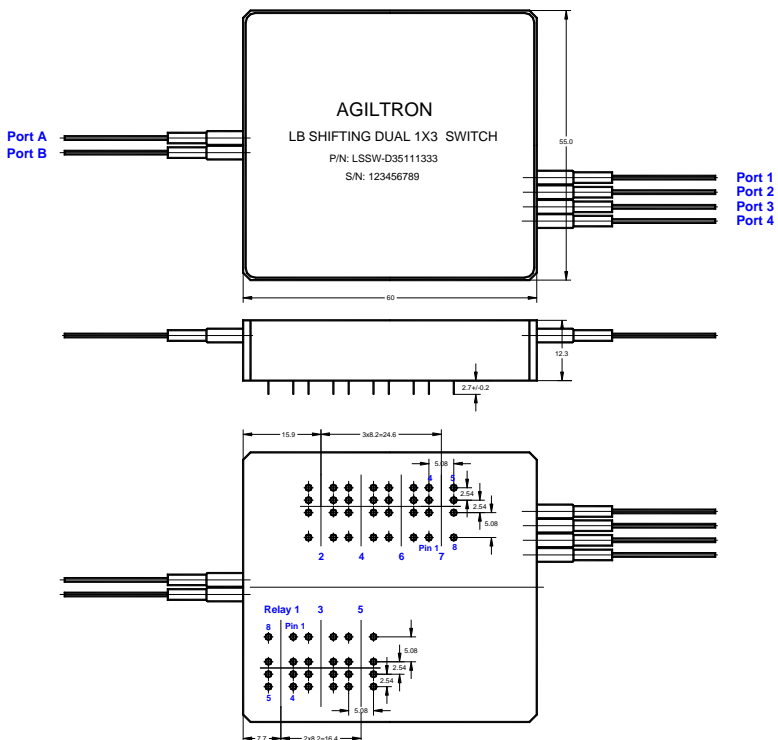 AGILTRON
LB SHIFTING DUAL 1X3 SWITCH
P/N: LSSW-D35111333
S/N: 123456789
Port A
Port B
55.0
Port 1
Port 2
Port 3
Port 4
60
12.3
2.7+/-0.2
15.9
3x8.2=24.6
5.08
4 5
2.54
2.54
5.08
Pin 1 8
2 4 6 7
Relay 1 3 5
8 Pin 1
5.08
2.54
2.54
5 4
5.08
7.7
2x8.2=16.4